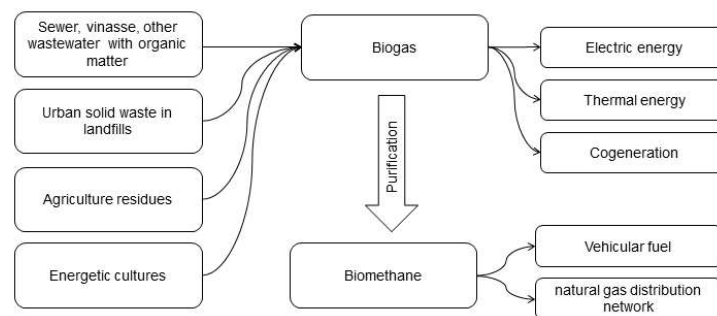 Sewer, vinasse, other
wastewater with organic
matter
Urban solid waste in
landfills
Agriculture residues
Energetic cultures
Biogas
Purification
Biomethane
Electric energy
Thermal energy
Cogeneration
Vehicular fuel
natural gas distribution
network